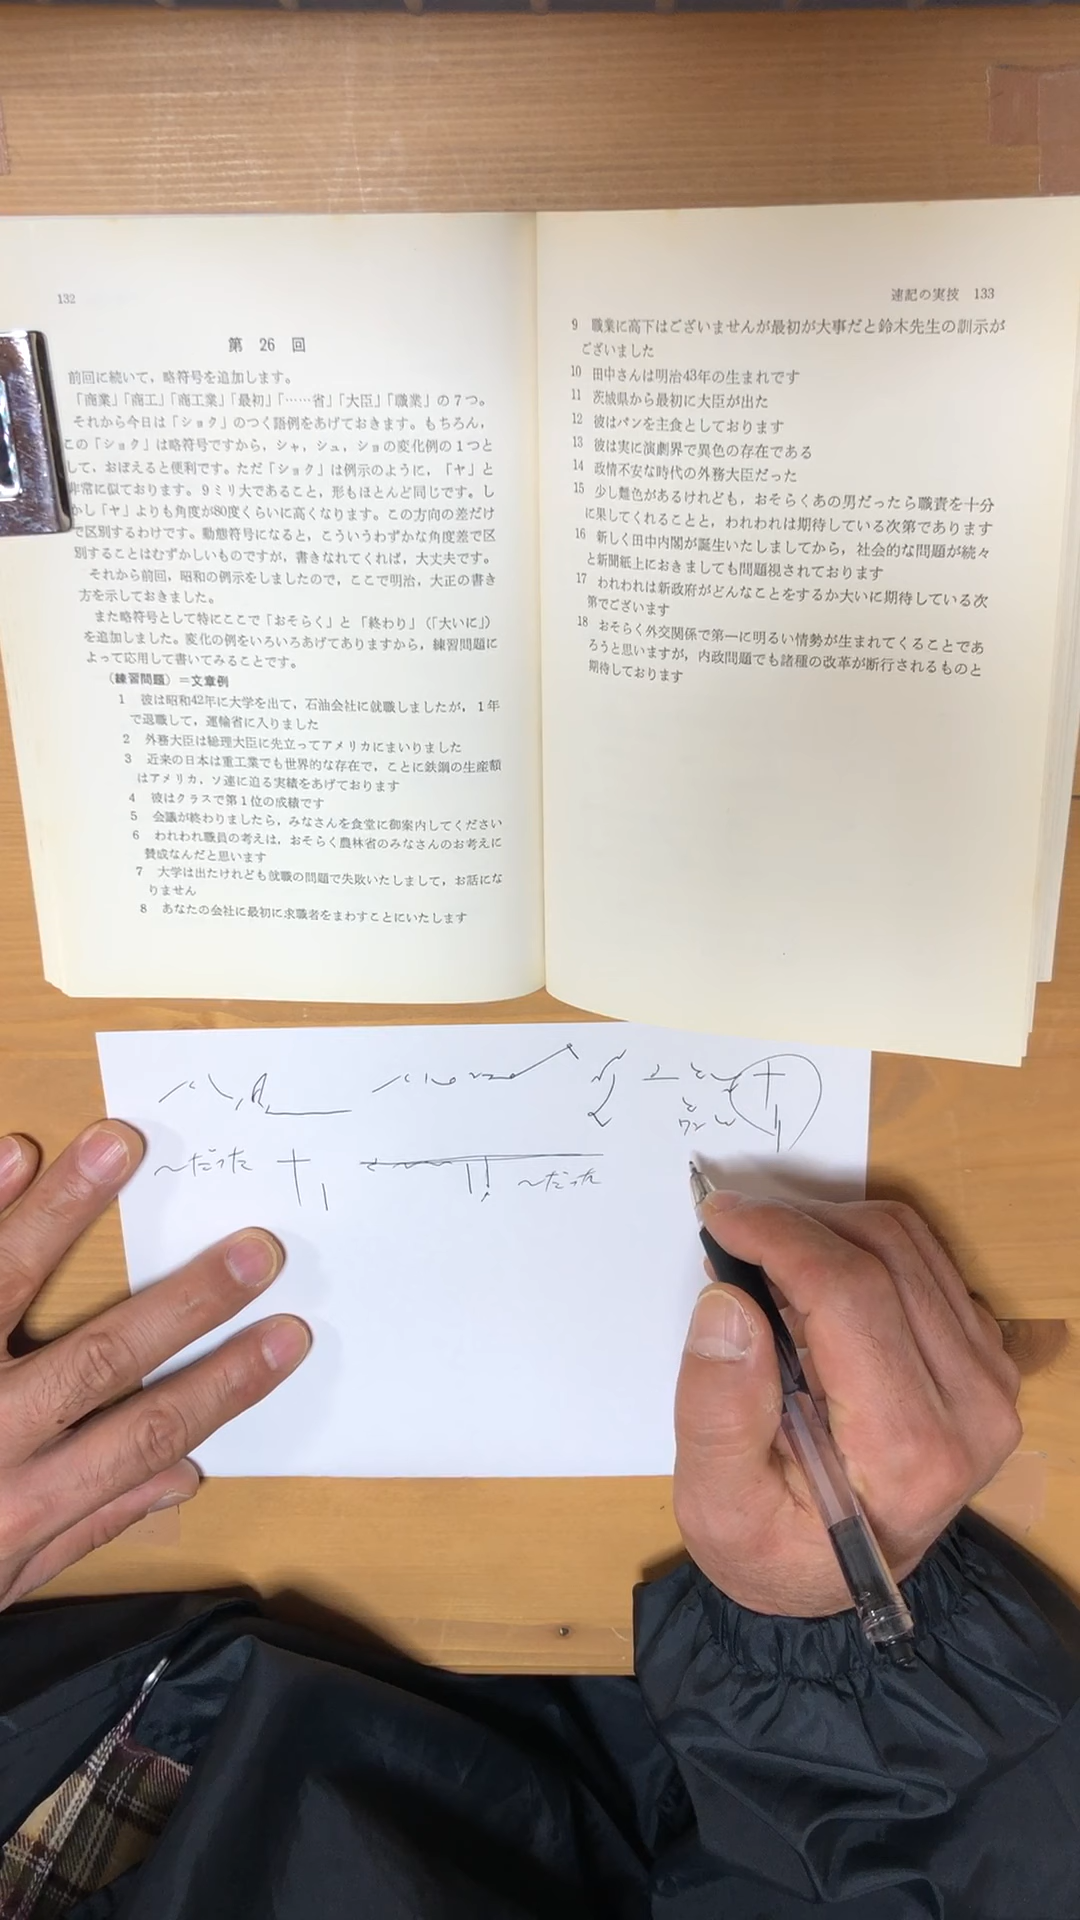 132
第 26 回
前回に続いて，略符号を追加します。
「商業」「商工」「商工業」「最初」「……省」「大臣」「職業」の7つ。
それから今日は「ショク」のつく語例をあげておきます。もちろん，
この「ショク」は略符号ですから，シャ，シュ，ショの変化例の1つと
して，おぼえると便利です。ただ「ショク」は例示のように，「ヤ」と
非常に似ております。9ミリ大であること，形もほとんど同じです。し
かし「ヤ」よりも角度が80度くらいに高くなります。この方向の差だけ
で区別するわけです。動態符号になると，こういうわずかな角度差で区
別することはむずかしいものですが，書きなれてくれば，大丈夫です。
それから前回，昭和の例示をしましたので，ここで明治，大正の書き
方を示しておきました。
また略符号として特にここで「おそらく」と「終わり」（「大いに」）
を追加しました。変化の例をいろいろあげてありますから，練習問題に
よって応用して書いてみることです。
（練習問題）＝文章例
1 彼は昭和42年に大学を出て，石油会社に就職しましたが，1年
で退職して，運輸省に入りました
2 外務大臣は総理大臣に先立ってアメリカにまいりました
3 近来の日本は重工業でも世界的な存在で，ことに鉄鋼の生産額
はアメリカ，ソ連に迫る実績をあげております
4 彼はクラスで第1位の成績です
5 会議が終わりましたら，みなさんを食堂に御案内してください
6 われわれ職員の考えは，おそらく農林省のみなさんのお考えに
賛成なんだと思います
7 大学は出たけれども就職の問題で失敗いたしまして，お話にな
りません
8 あなたの会社に最初に求職者をまわすことにいたします
速記の実技 133
9 職業に高下はございませんが最初が大事だと鈴木先生の訓示が
ございました
10 田中さんは明治43年の生まれです
11 茨城県から最初に大臣が出た
12 彼はパンを主食としております
13 彼は実に演劇界で異色の存在である
14 政情不安な時代の外務大臣だった
15 少し難色があるけれども，おそらくあの男だったら職責を十分
に果してくれることと，われわれは期待している次第であります
16 新しく田中内閣が誕生いたしましてから，社会的な問題が続々
と新聞紙上におきましても問題視されております
17 われわれは新政府がどんなことをするか大いに期待している次
第でございます
18 おそらく外交関係で第一に明るい情勢が生まれてくることであ
ろうと思いますが，内政問題でも諸種の改革が断行されるものと
期待しております
〜だった
〜だった